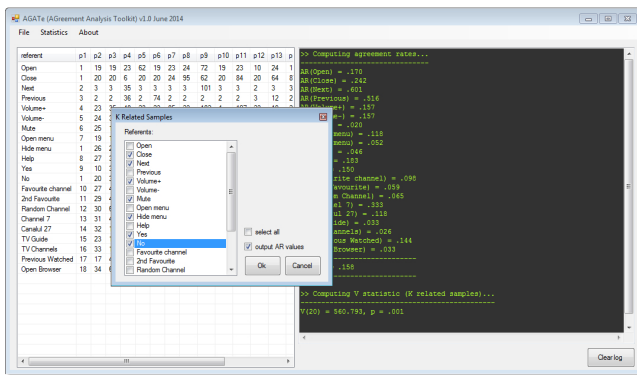 AGATe (AGreement Analysis Toolkit) v1.0 June 2014
File Statistics About
referent p1 p2 p3 p4 p5 p6 p7 p8 p9 p10 p11 p12 p13 p
Open 1 19 19 23 62 19 23 24 72 19 23 10 24 1
Close 1 20 20 6 20 20 24 95 62 20 84 20 64 8
Next 2 3 3 35 3 3 3 3 101 3 3 2 3 3
Previous 3 2 2 36 2 74 2 2 2 2 2 3 12 2
Volume+ 4 23
Volume- 5 24
Mute 6 25
Open menu 7 19
Hide menu 1 26
Help 8 27
Yes 9 10
No 1 20
Favourite channel 10 27
2nd Favourite 11 29
Random Channel 12 30
Channel 7 13 31
Canalul 27 14 32
TV Guide 15 23
TV Channels 16 33
Previous Watched 17 17
Open Browser 18 34
K Related Samples
Referents:
Open
Close
Next
Previous
Volume+
Volume-
Mute
Open menu
Hide menu
Help
Yes
No
Favourite channel
2nd Favourite
Random Channel
select all
output AR values
Ok Cancel
>> Computing agreement rates...
AR(Open) = .170
AR(Close) = .242
AR(Next) = .601
AR(Previous) = .516
= .157
= .157
= .020
menu) = .118
menu) = .052
= .046
= .183
.150
rite channel) = .098
avourite) = .059
m Channel) = .065
el 7) = .333
ul 27) = .118
ide) = .033
annels) = .026
ous Watched) = .144
Browser) = .033
.158
>> Computing V statistic (K related samples)...
V(20) = 560.793, p = .001
Clear log